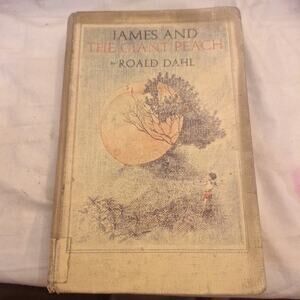 JAMES AND
THE GIANT PEACH
by ROALD DAHL